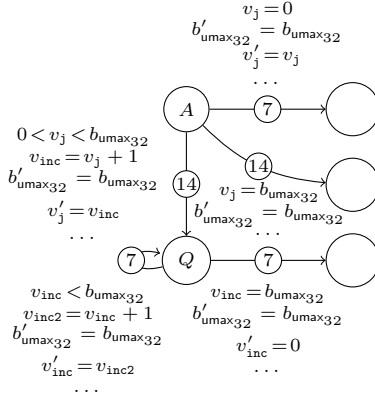 v_j = 0
b'_umax32 = b_umax32
v'_j = v_j
...
A
7
0 < v_j < b_umax32
v_inc = v_j + 1
b'_umax32 = b_umax32
v'_j = v_inc
...
14
14
v_j = b_umax32
b'_umax32 = b_umax32
...
7
Q
7
v_inc < b_umax32
v_inc2 = v_inc + 1
b'_umax32 = b_umax32
v'_inc = v_inc2
...
v_inc = b_umax32
b'_umax32 = b_umax32
v'_inc = 0
...